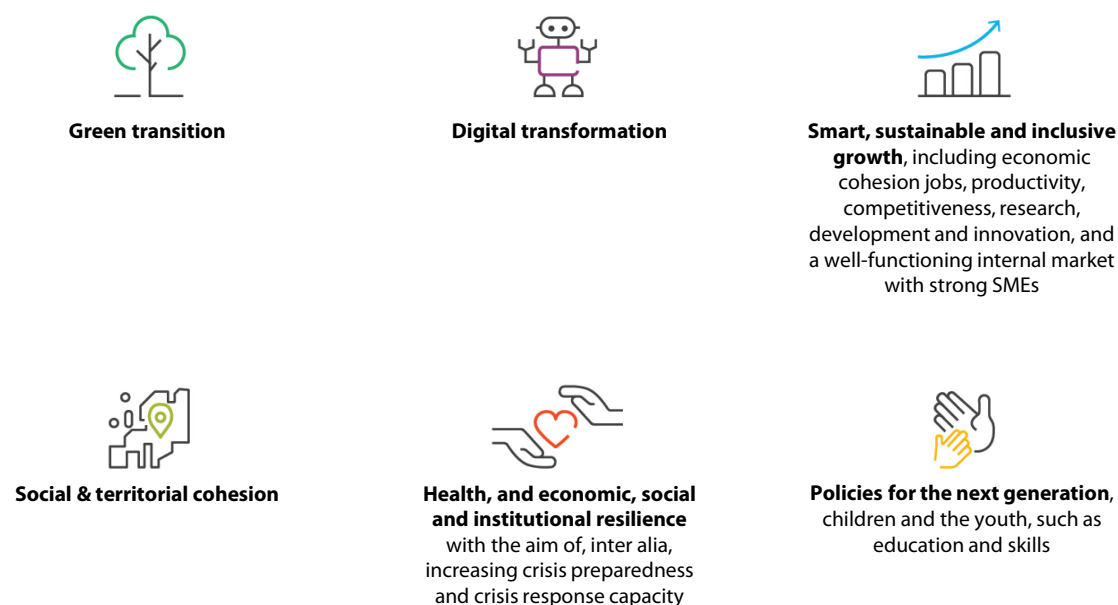 Green transition
Digital transformation
Smart, sustainable and inclusive
growth, including economic
cohesion jobs, productivity,
competitiveness, research,
development and innovation, and
a well-functioning internal market
with strong SMEs
Social & territorial cohesion
Health, and economic, social
and institutional resilience
with the aim of, inter alia,
increasing crisis preparedness
and crisis response capacity
Policies for the next generation,
children and the youth, such as
education and skills